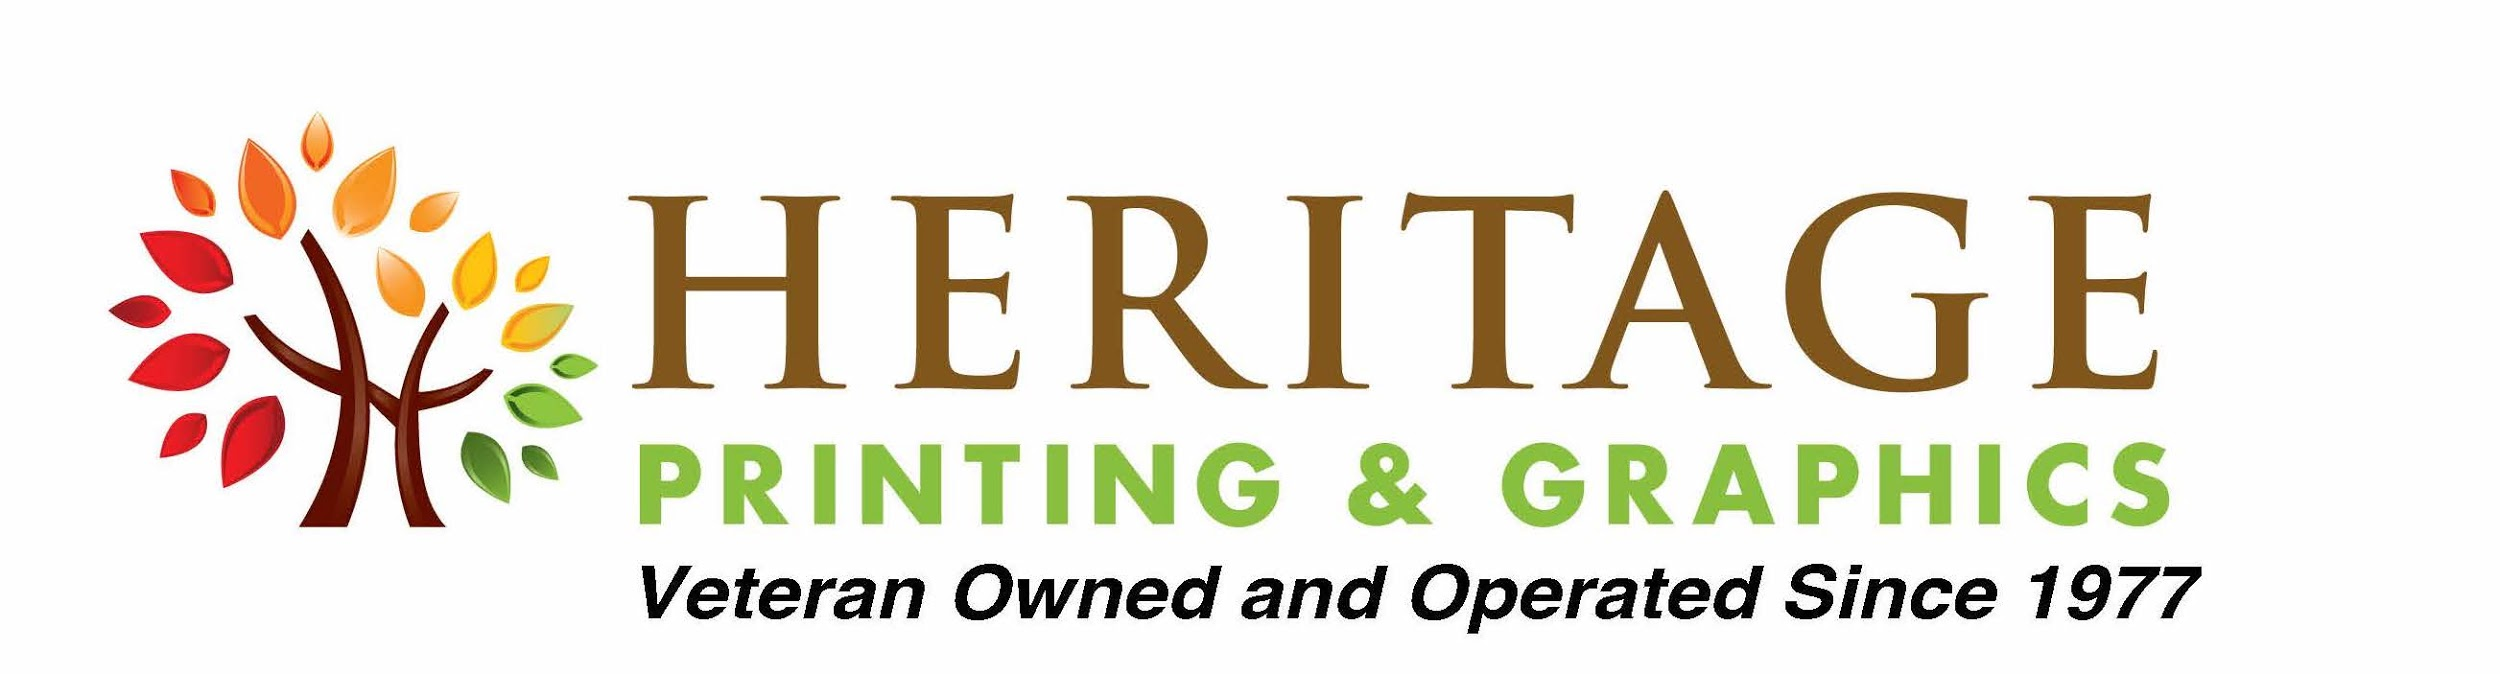 HERITAGE
PRINTING & GRAPHICS
Veteran Owned and Operated Since 1977